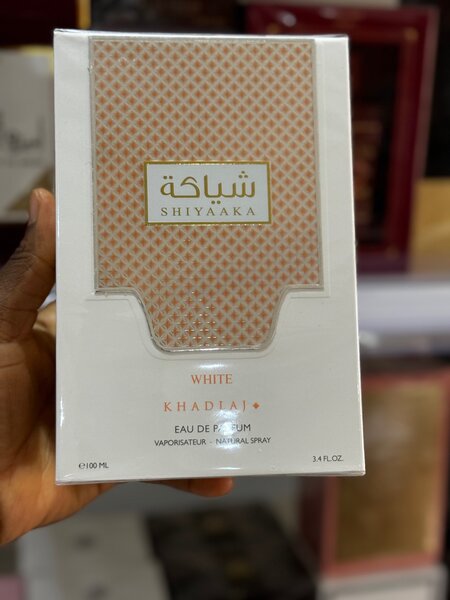 شياكة
SHIYAAKA
WHITE
KHADLAJ
EAU DE PARFUM
VAPORISATEUR - NATURAL SPRAY
℮100 ML
3.4 FL.OZ.